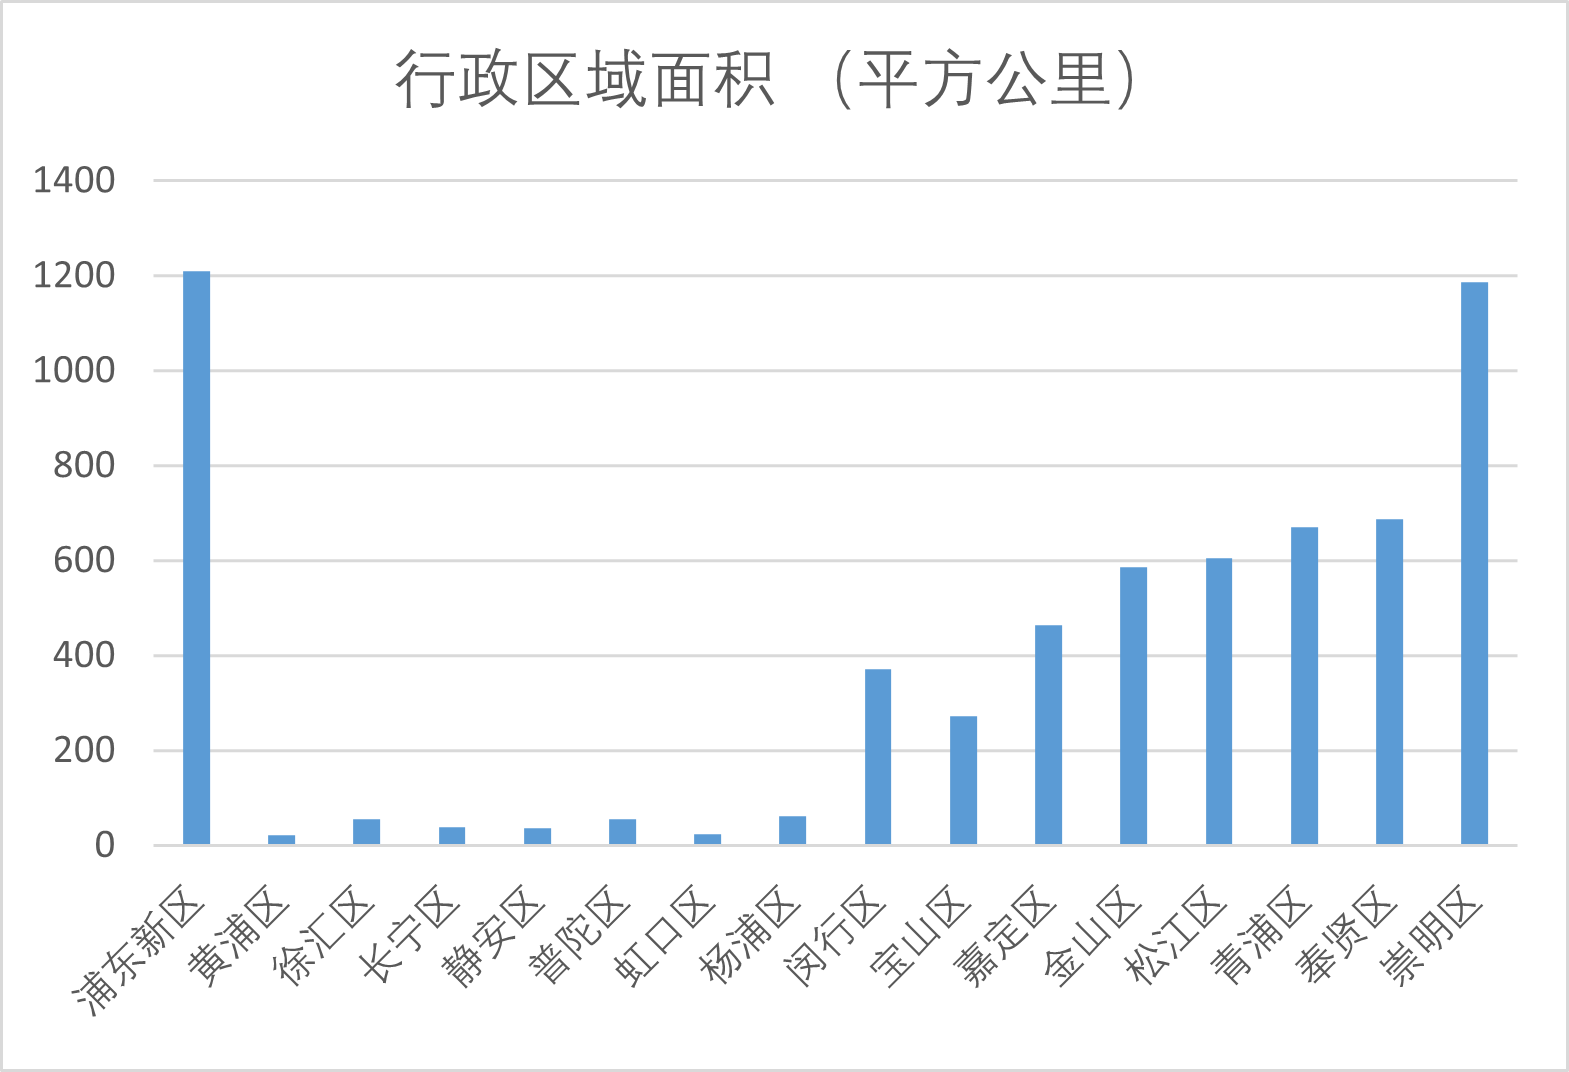 行政区域面积 （平方公里）
1400
1200
1000
800
600
400
200
0
浦东新区
黄浦区
徐汇区
长宁区
静安区
普陀区
虹口区
杨浦区
闵行区
宝山区
嘉定区
金山区
松江区
青浦区
奉贤区
崇明区